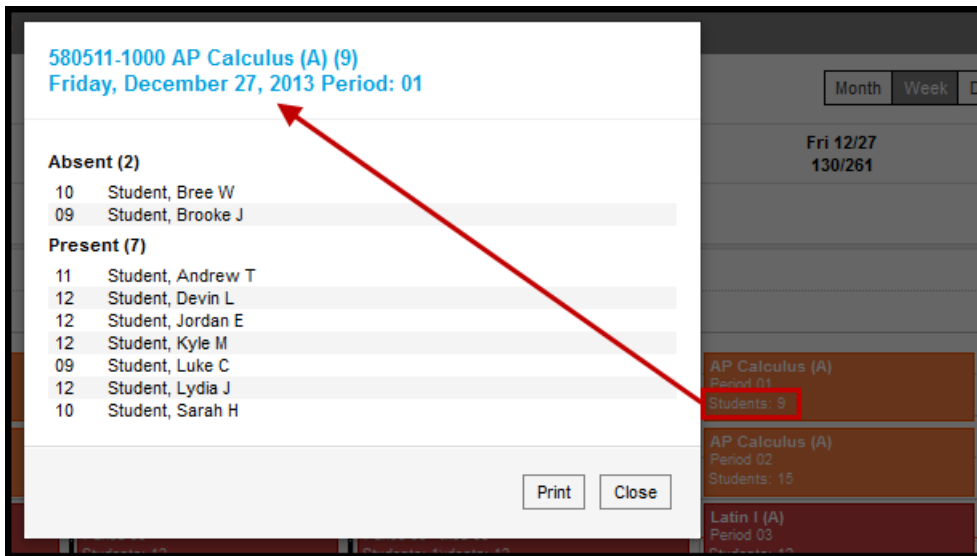 580511-1000 AP Calculus (A) (9)
Friday, December 27, 2013 Period: 01
Month Week
Fri 12/27
130/261
Absent (2)
10 Student, Bree W
09 Student, Brooke J
Present (7)
11 Student, Andrew T
12 Student, Devin L
12 Student, Jordan E
12 Student, Kyle M
09 Student, Luke C
12 Student, Lydia J
10 Student, Sarah H
AP Calculus (A)
Period 01
Students: 9
AP Calculus (A)
Period 02
Students: 15
Print Close
Latin I (A)
Period 03